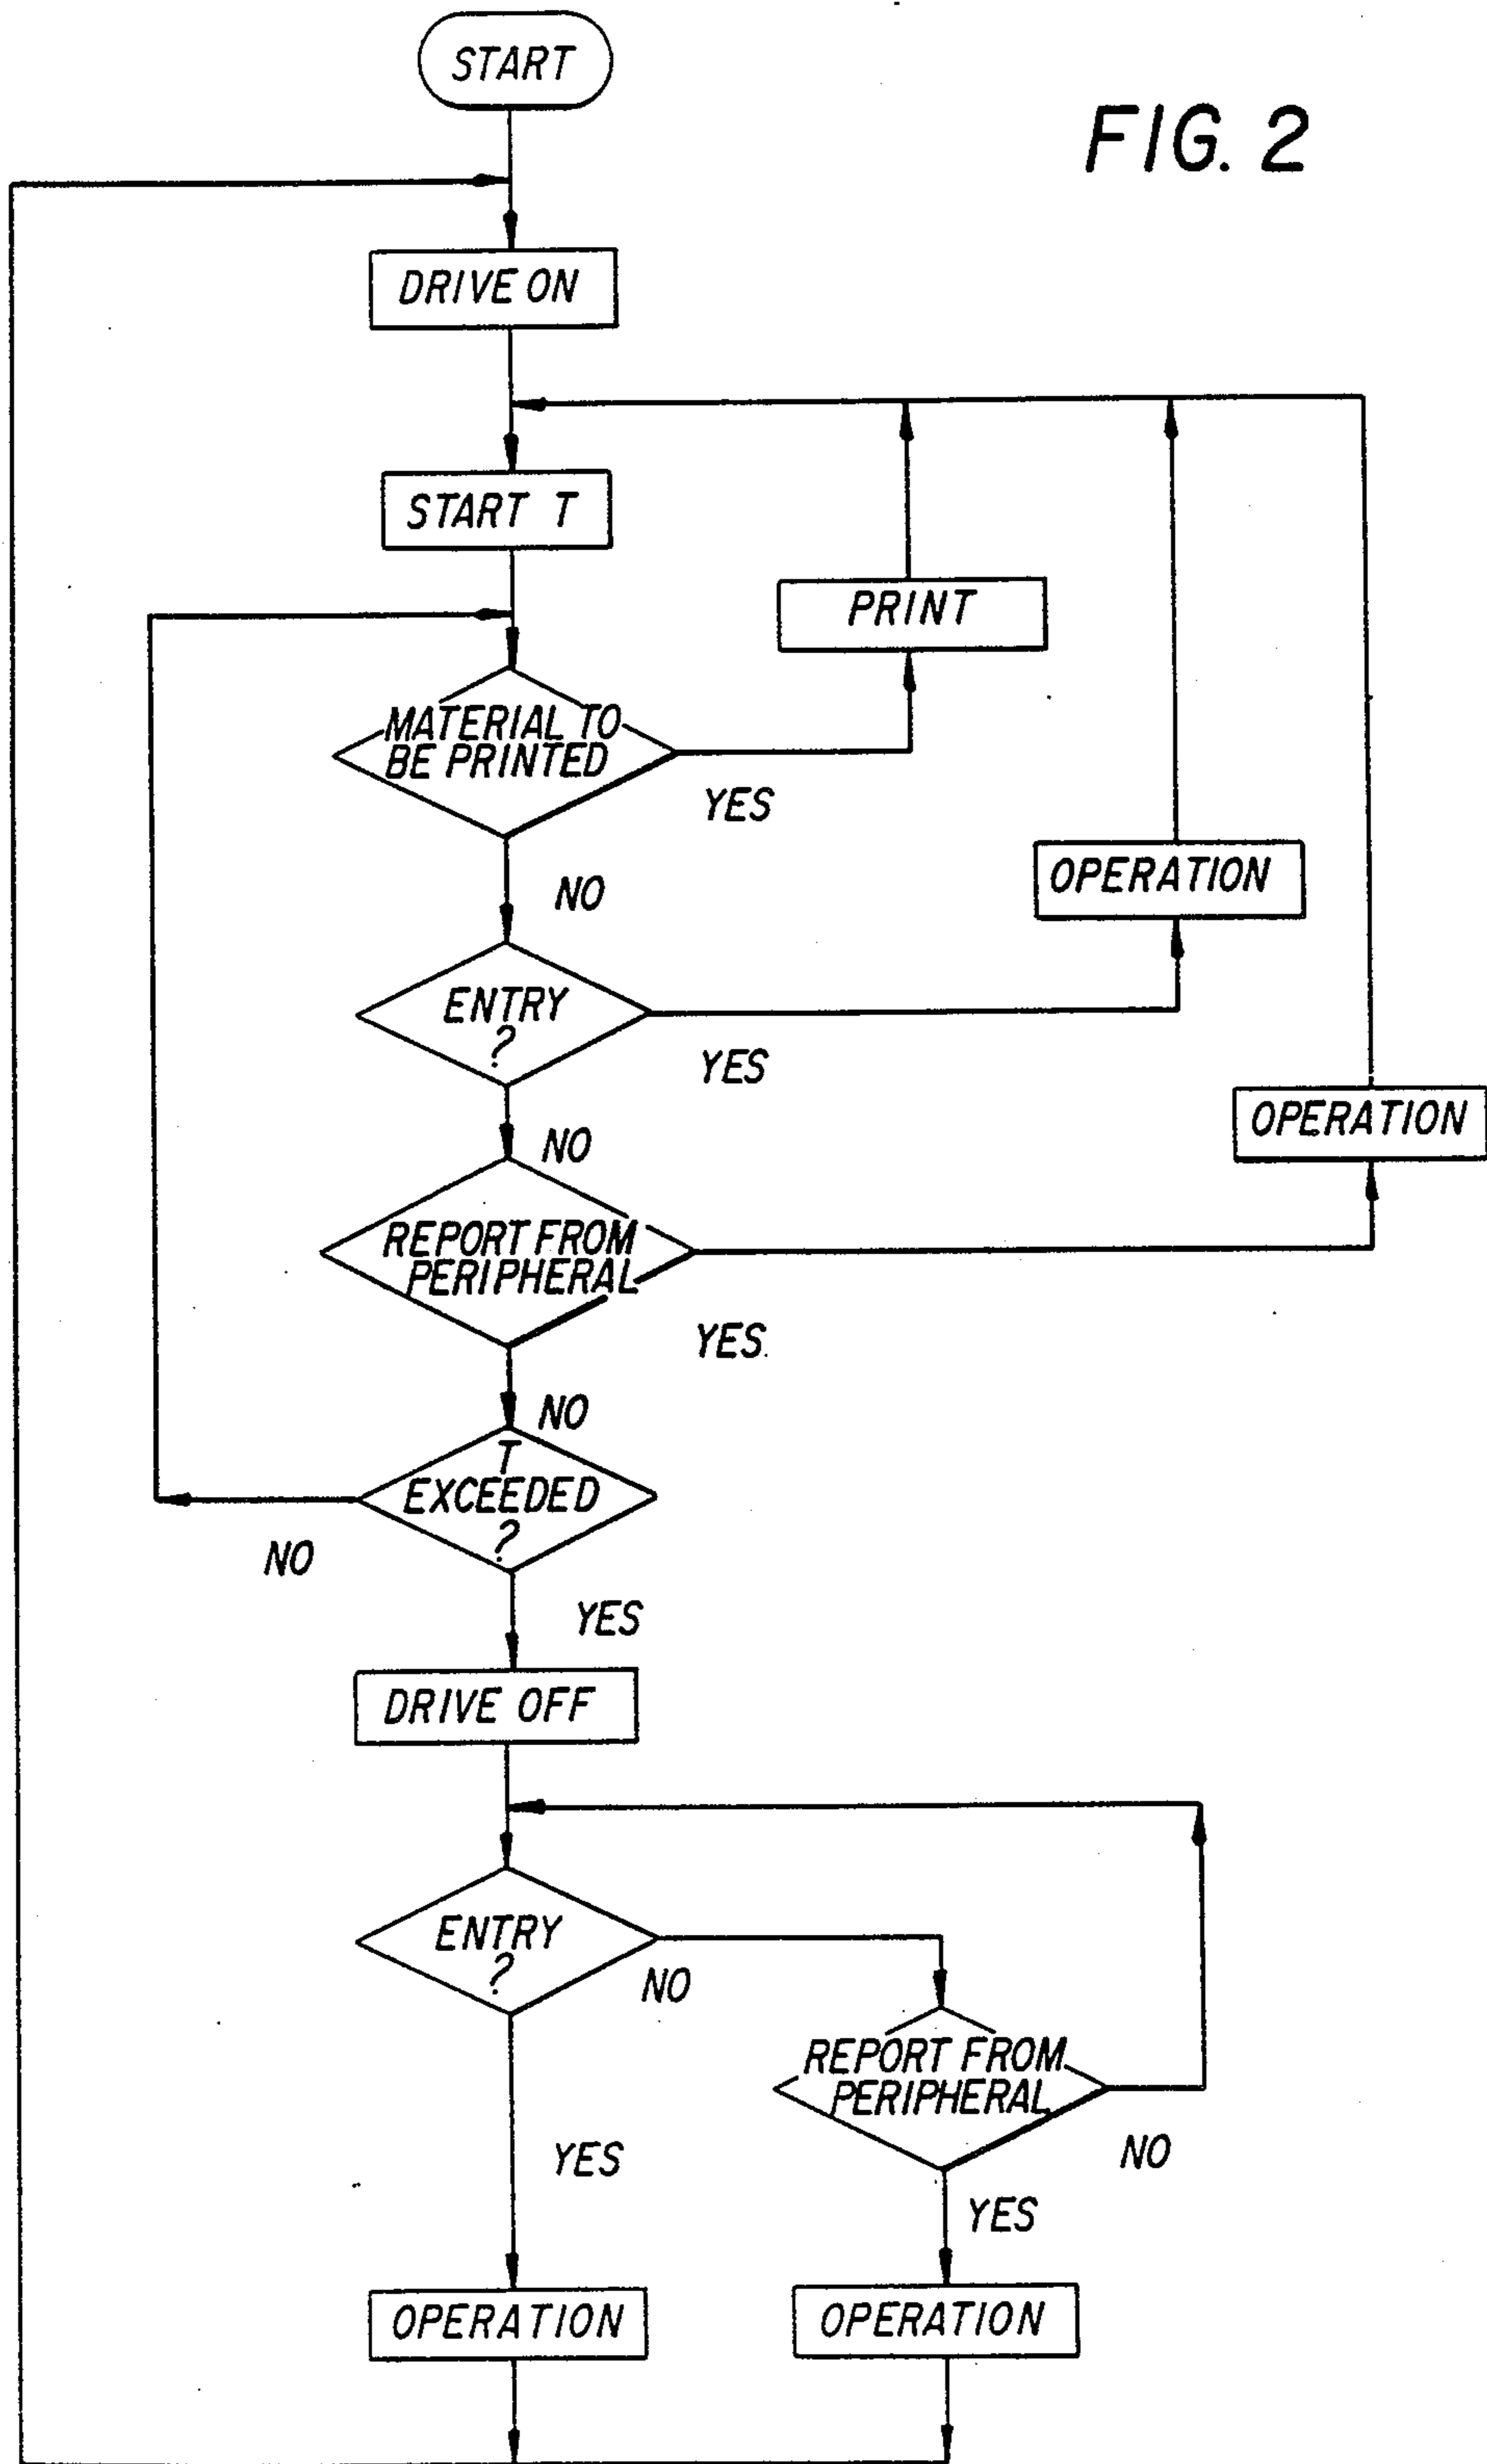 START
FIG. 2
DRIVE ON
START T
PRINT
MATERIAL TO
BE PRINTED
YES
OPERATION
NO
ENTRY
?
YES
OPERATION
NO
REPORT FROM
PERIPHERAL
YES
NO
T
EXCEEDED
?
NO
YES
DRIVE OFF
ENTRY
?
NO
REPORT FROM
PERIPHERAL
YES
NO
YES
OPERATION
OPERATION